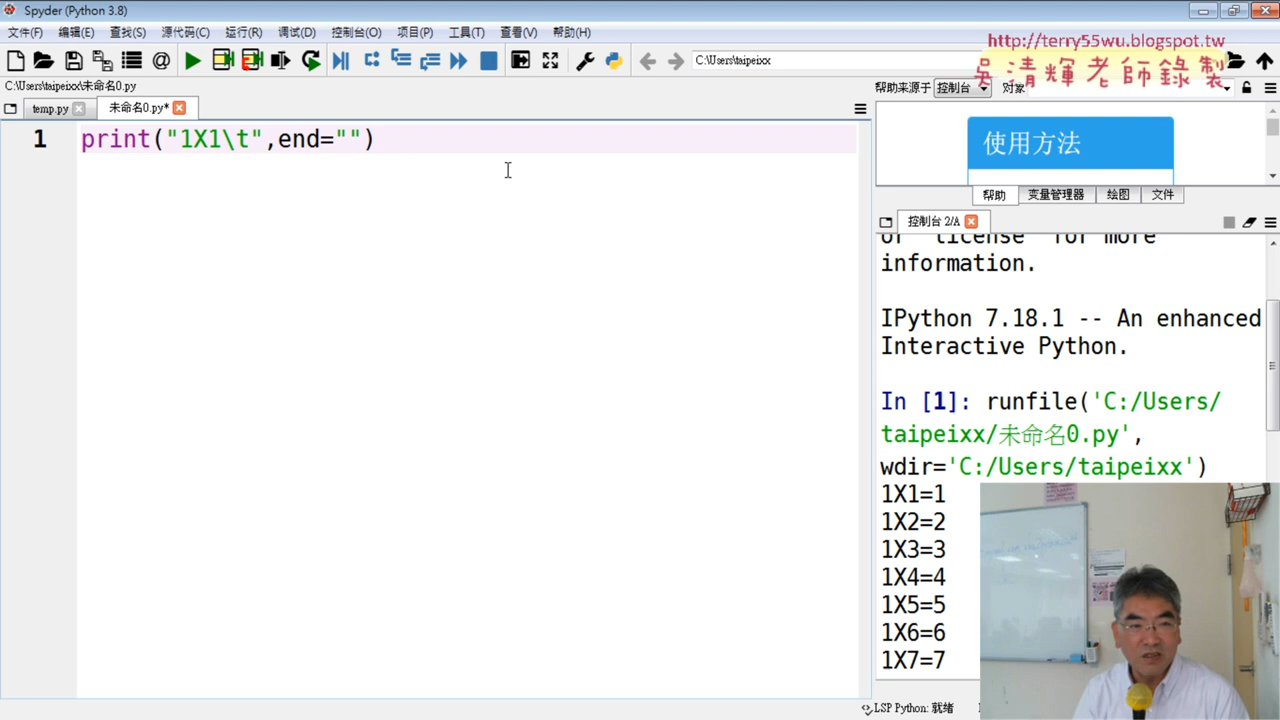 Spyder (Python 3.8)
文件(F) 编辑(E) 查找(S) 源代码(C) 运行(R) 调试(D) 控制台(O) 项目(P) 工具(T) 查看(V) 帮助(H)
C:\Users\taipeixx
http://terry55wu.blogspot.tw
吳清輝老師錄製
C:\Users\taipeixx\未命名0.py
帮助来源于 控制台 对象
temp.py 未命名0.py*
1 print("1X1\t",end="")
使用方法
帮助 变量管理器 绘图 文件
控制台 2/A
or "license" for more
information.
IPython 7.18.1 -- An enhanced
Interactive Python.
In [1]: runfile('C:/Users/
taipeixx/未命名0.py',
wdir='C:/Users/taipeixx')
1X1=1
1X2=2
1X3=3
1X4=4
1X5=5
1X6=6
1X7=7
LSP Python: 就绪